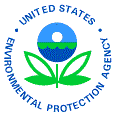 UNITED STATES
ENVIRONMENTAL PROTECTION AGENCY